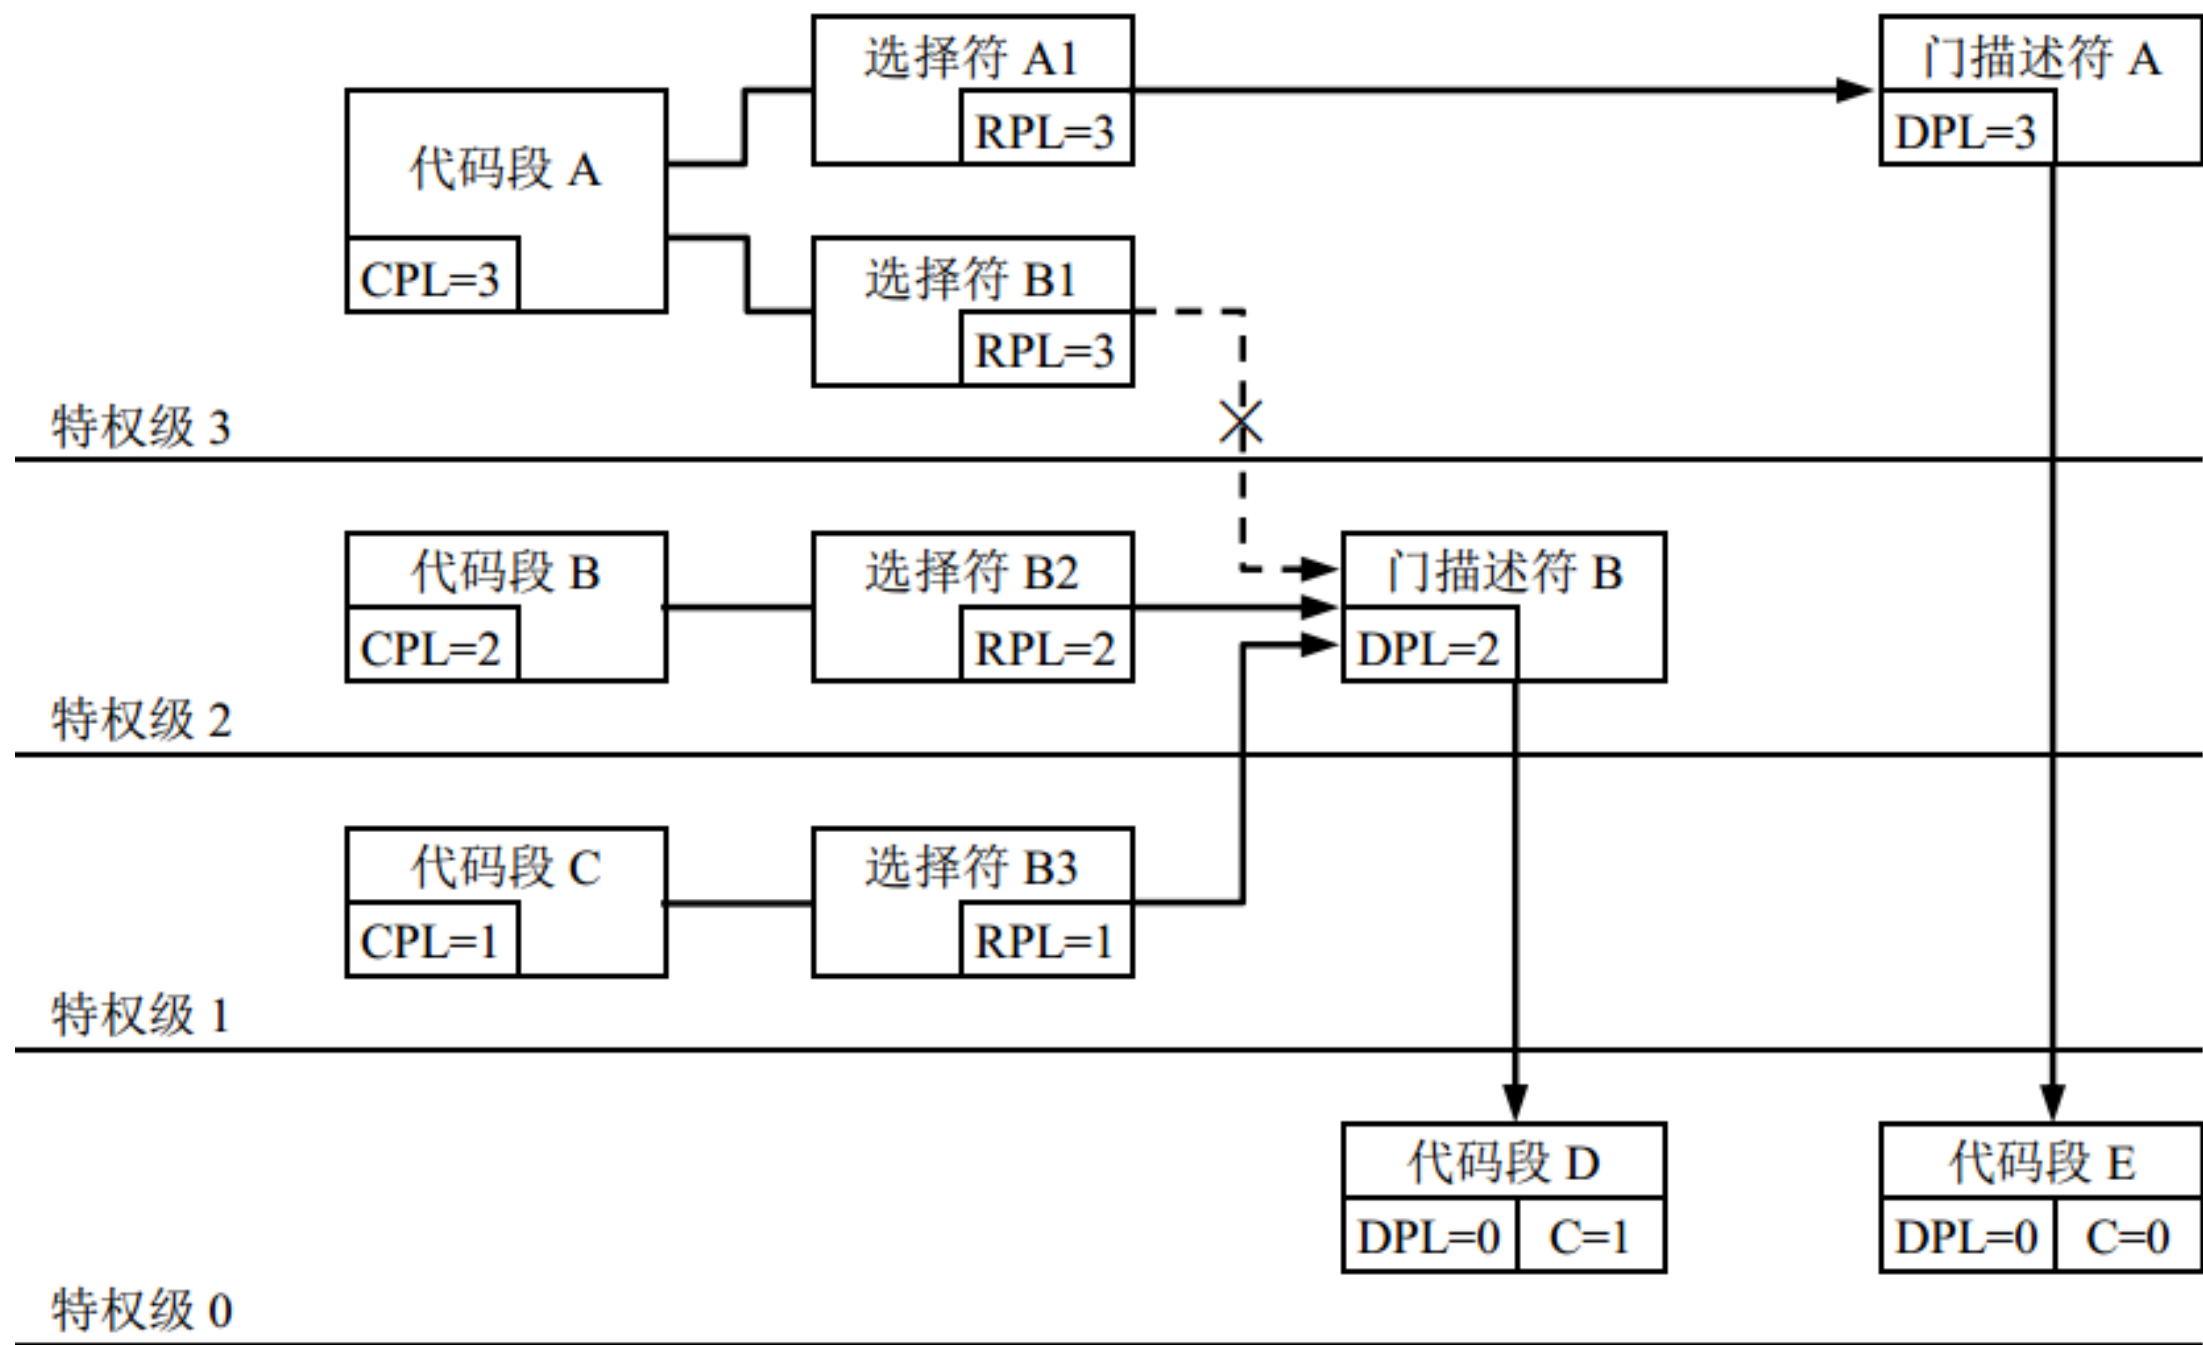 选择符 A1
RPL=3
门描述符 A
DPL=3
代码段 A
CPL=3
选择符 B1
RPL=3
特权级 3
代码段 B
CPL=2
选择符 B2
RPL=2
门描述符 B
DPL=2
特权级 2
代码段 C
CPL=1
选择符 B3
RPL=1
特权级 1
代码段 D
DPL=0
C=1
代码段 E
DPL=0
C=0
特权级 0